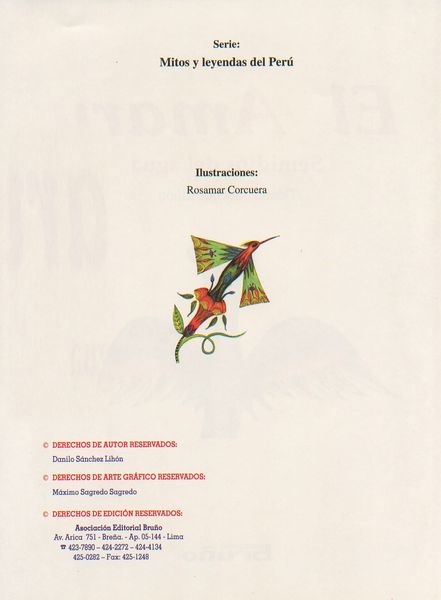 Serie:
Mitos y leyendas del Perú
Ilustraciones:
Rosamar Corcuera
© DERECHOS DE AUTOR RESERVADOS:
Danilo Sánchez Lihón
© DERECHOS DE ARTE GRÁFICO RESERVADOS:
Máximo Sagredo Sagredo
© DERECHOS DE EDICIÓN RESERVADOS:
Asociación Editorial Bruño
Av. Arica 751 - Breña. - Ap. 05-144 - Lima
☎ 423-7890 – 424-2272 – 424-4134
425-0282 – Fax: 425-1248